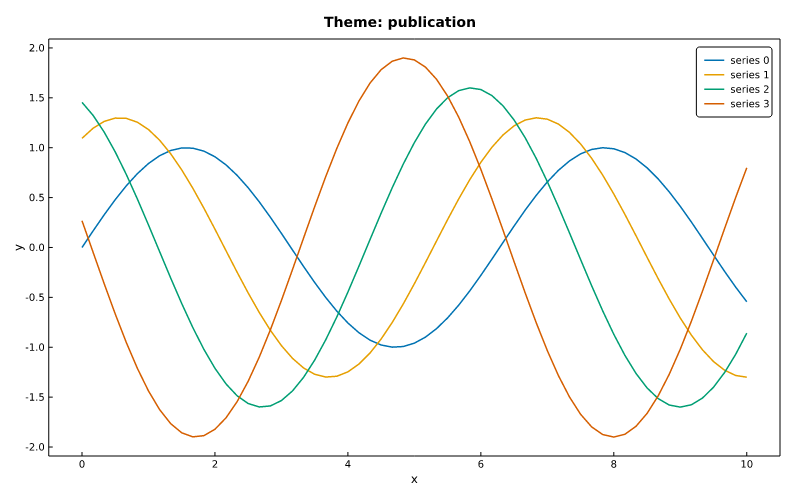 Theme: publication
series 0
series 1
series 2
series 3
2.0
1.5
1.0
0.5
0.0
-0.5
-1.0
-1.5
-2.0
y
0 2 4 6 8 10
x